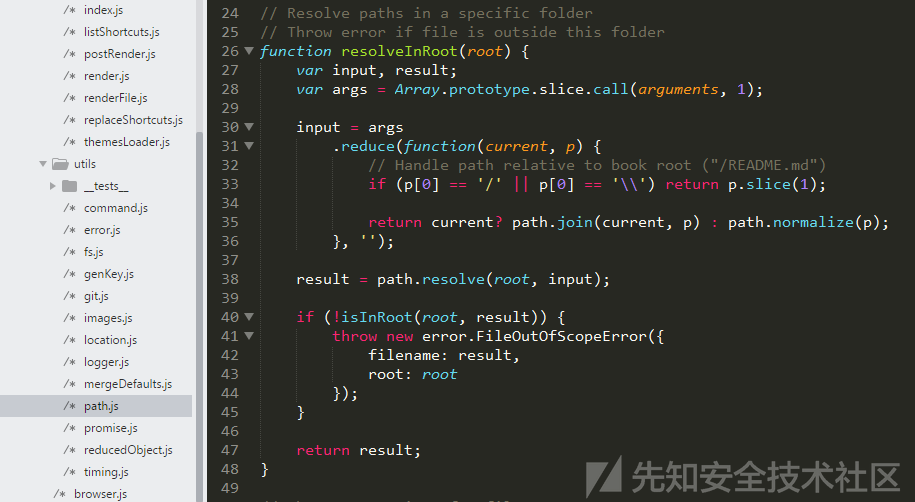 index.js
listShortcuts.js
postRender.js
render.js
renderFile.js
replaceShortcuts.js
themesLoader.js
utils
__tests__
command.js
error.js
fs.js
genKey.js
git.js
images.js
location.js
logger.js
mergeDefaults.js
path.js
promise.js
reducedObject.js
timing.js
browser.js
24 // Resolve paths in a specific folder
25 // Throw error if file is outside this folder
26 function resolveInRoot(root) {
27 var input, result;
28 var args = Array.prototype.slice.call(arguments, 1);
29
30 input = args
31 .reduce(function(current, p) {
32 // Handle path relative to book root ("/README.md")
33 if (p[0] == '/' || p[0] == '\\') return p.slice(1);
34
35 return current? path.join(current, p) : path.normalize(p);
36 }, '');
37
38 result = path.resolve(root, input);
39
40 if (!isInRoot(root, result)) {
41 throw new error.FileOutOfScopeError({
42 filename: result,
43 root: root
44 });
45 }
46
47 return result;
48 }
49
先知安全技术社区